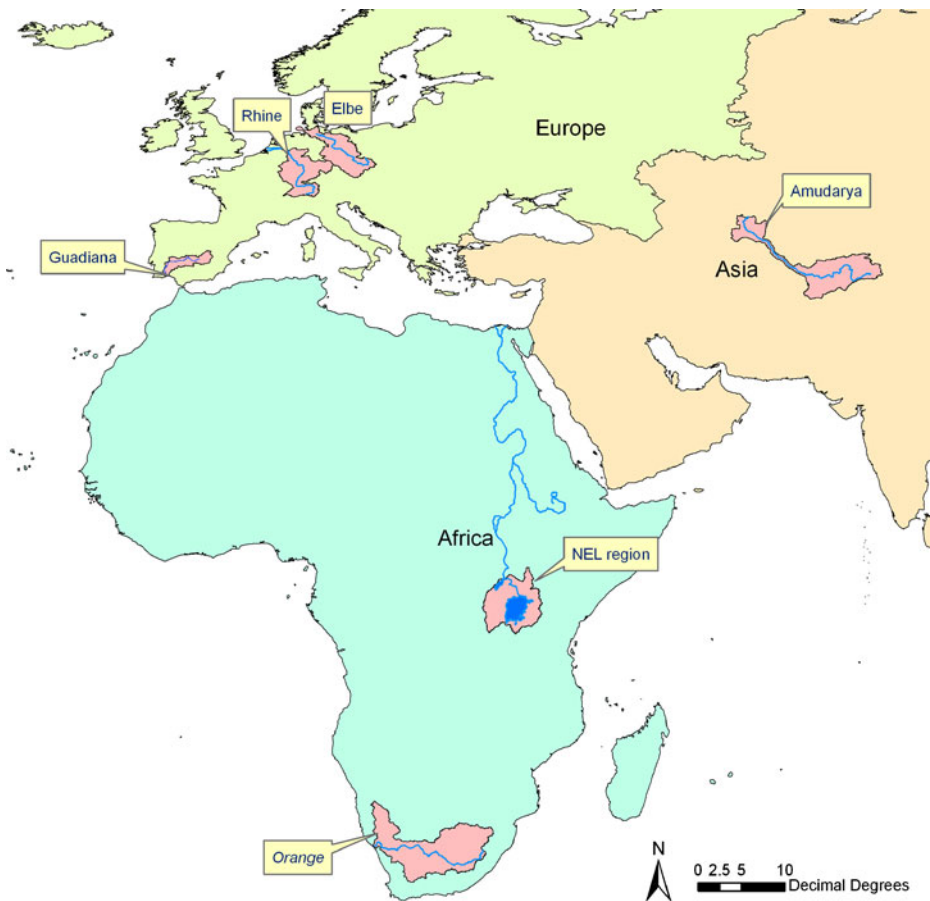 Rhine
Elbe
Europe
Amudarya
Guadiana
Asia
Africa
NEL region
Orange
N
0 2.5 5 10
Decimal Degrees